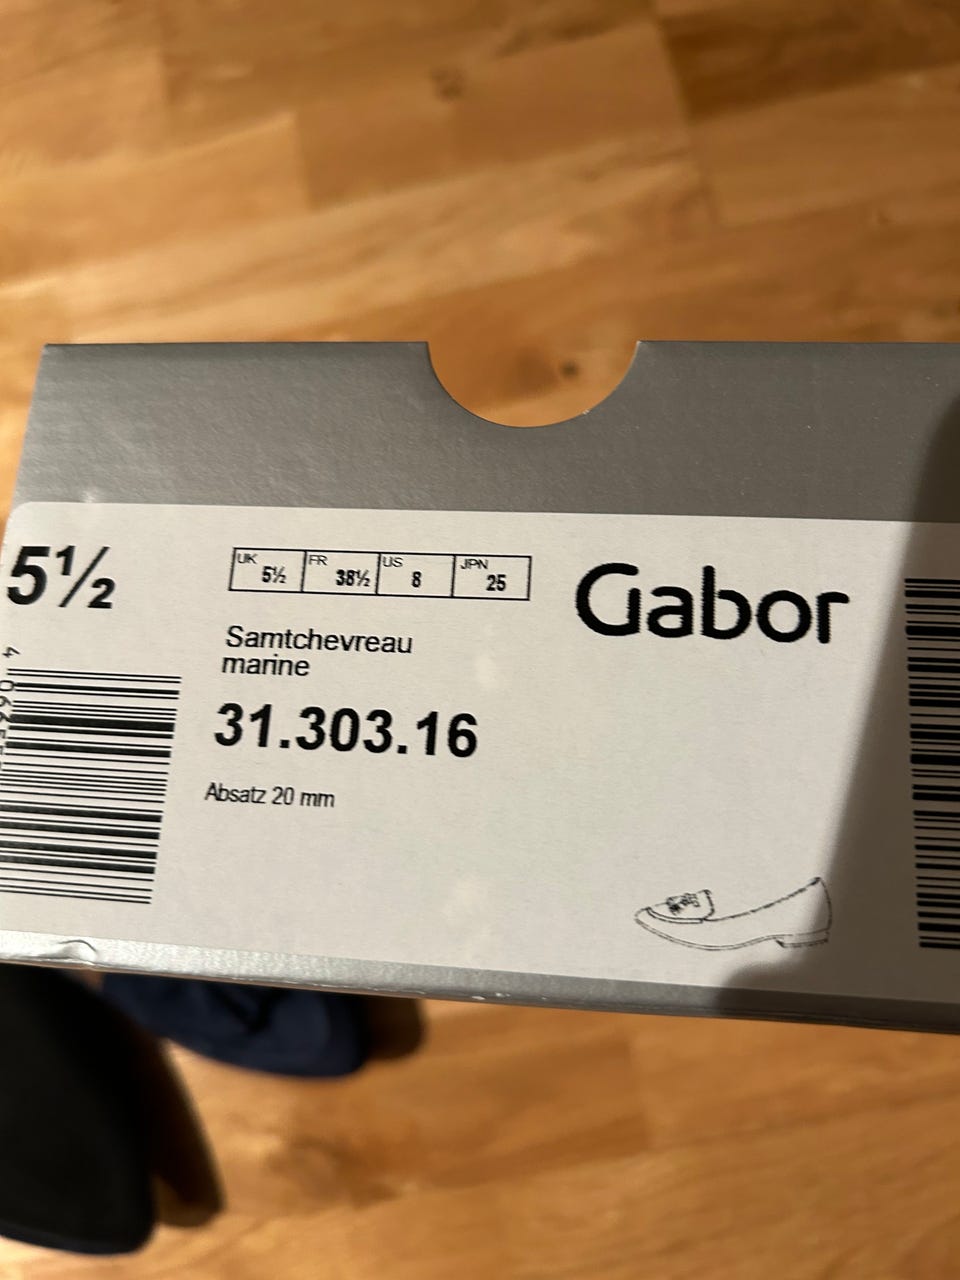 5½
UK 5½ FR 38½ US 8 JPN 25
Gabor
Samtchevreau
marine
31.303.16
Absatz 20 mm